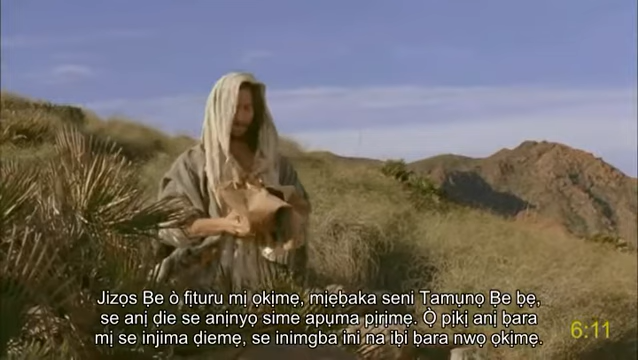 Jizọs Ḅe ò fịturu mị ọkịmẹ, mịẹḅaka seni Tamụnọ Ḅe ḅẹ,
se anị ḍie se anịnyọ sime apụma pịrịmẹ. Ọ̀ pịkị anị ḅara
mị se injima ḍiemẹ, se inimgba ini na iḅi ḅara nwọ ọkịmẹ.
6:11